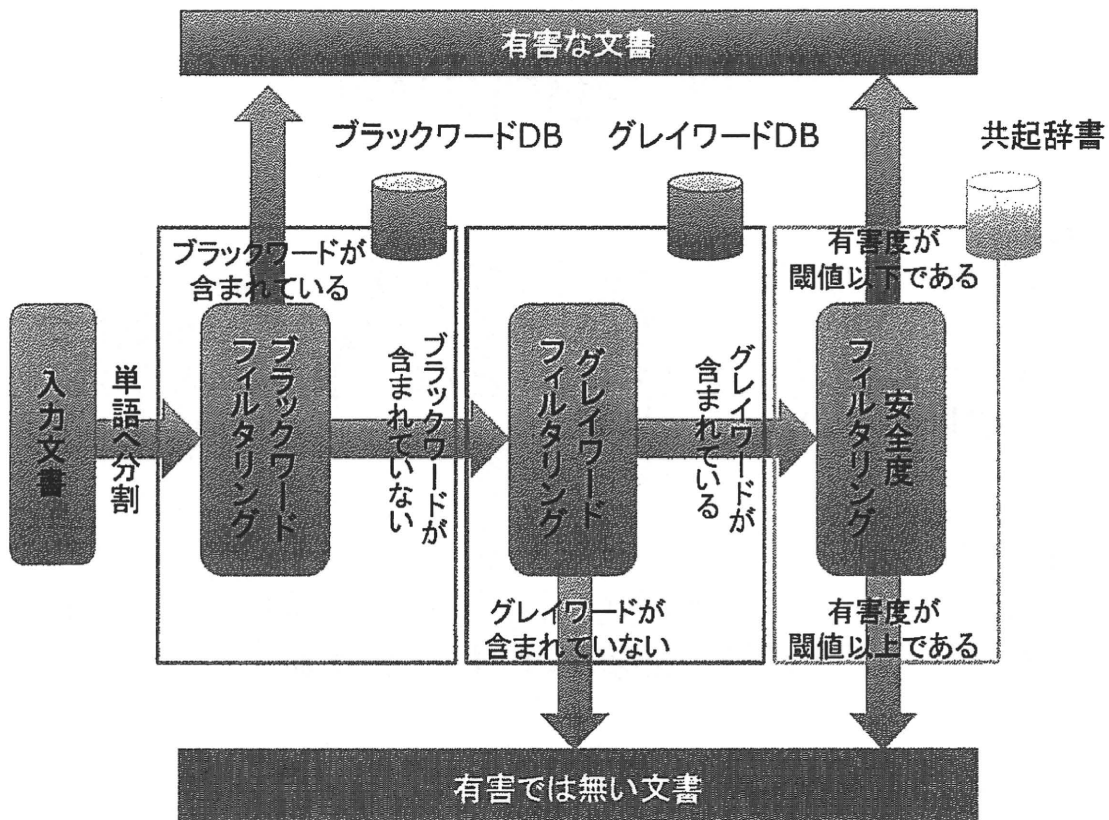 有害な文書
ブラックワードDB
グレイワードDB
共起辞書
ブラックワードが
含まれている
有害度が
閾値以下である
入力文書
単語へ分割
ブラックワード
フィルタリング
ブラックワードが
含まれていない
グレイワード
フィルタリング
グレイワードが
含まれている
安全度
フィルタリング
グレイワードが
含まれていない
有害度が
閾値以上である
有害では無い文書